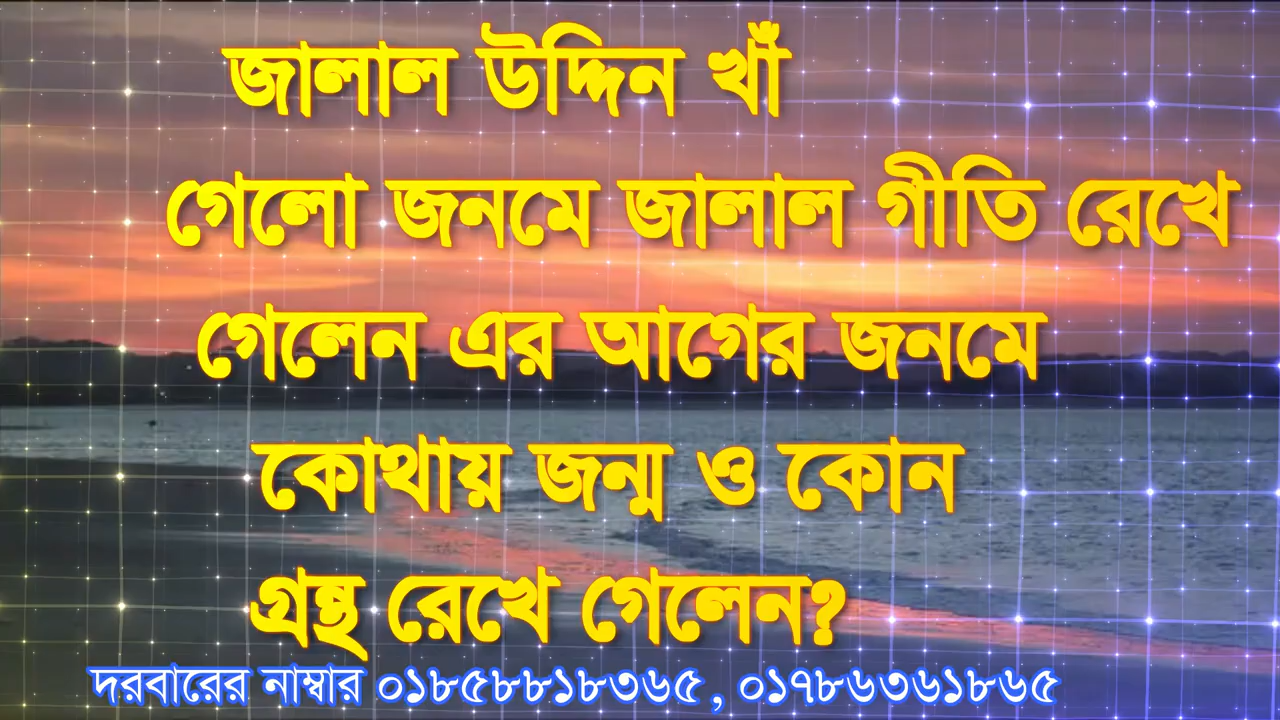 জালাল উদ্দিন খাঁ
গেলো জনমে জালাল গীতি রেখে
গেলেন এর আগের জনমে
কোথায় জন্ম ও কোন
গ্রন্থ রেখে গেলেন?
দরবারের নাম্বার ০১৮৫৮৮১৮৩৬৫, ০১৭৮৬৩৬১৮৬৫